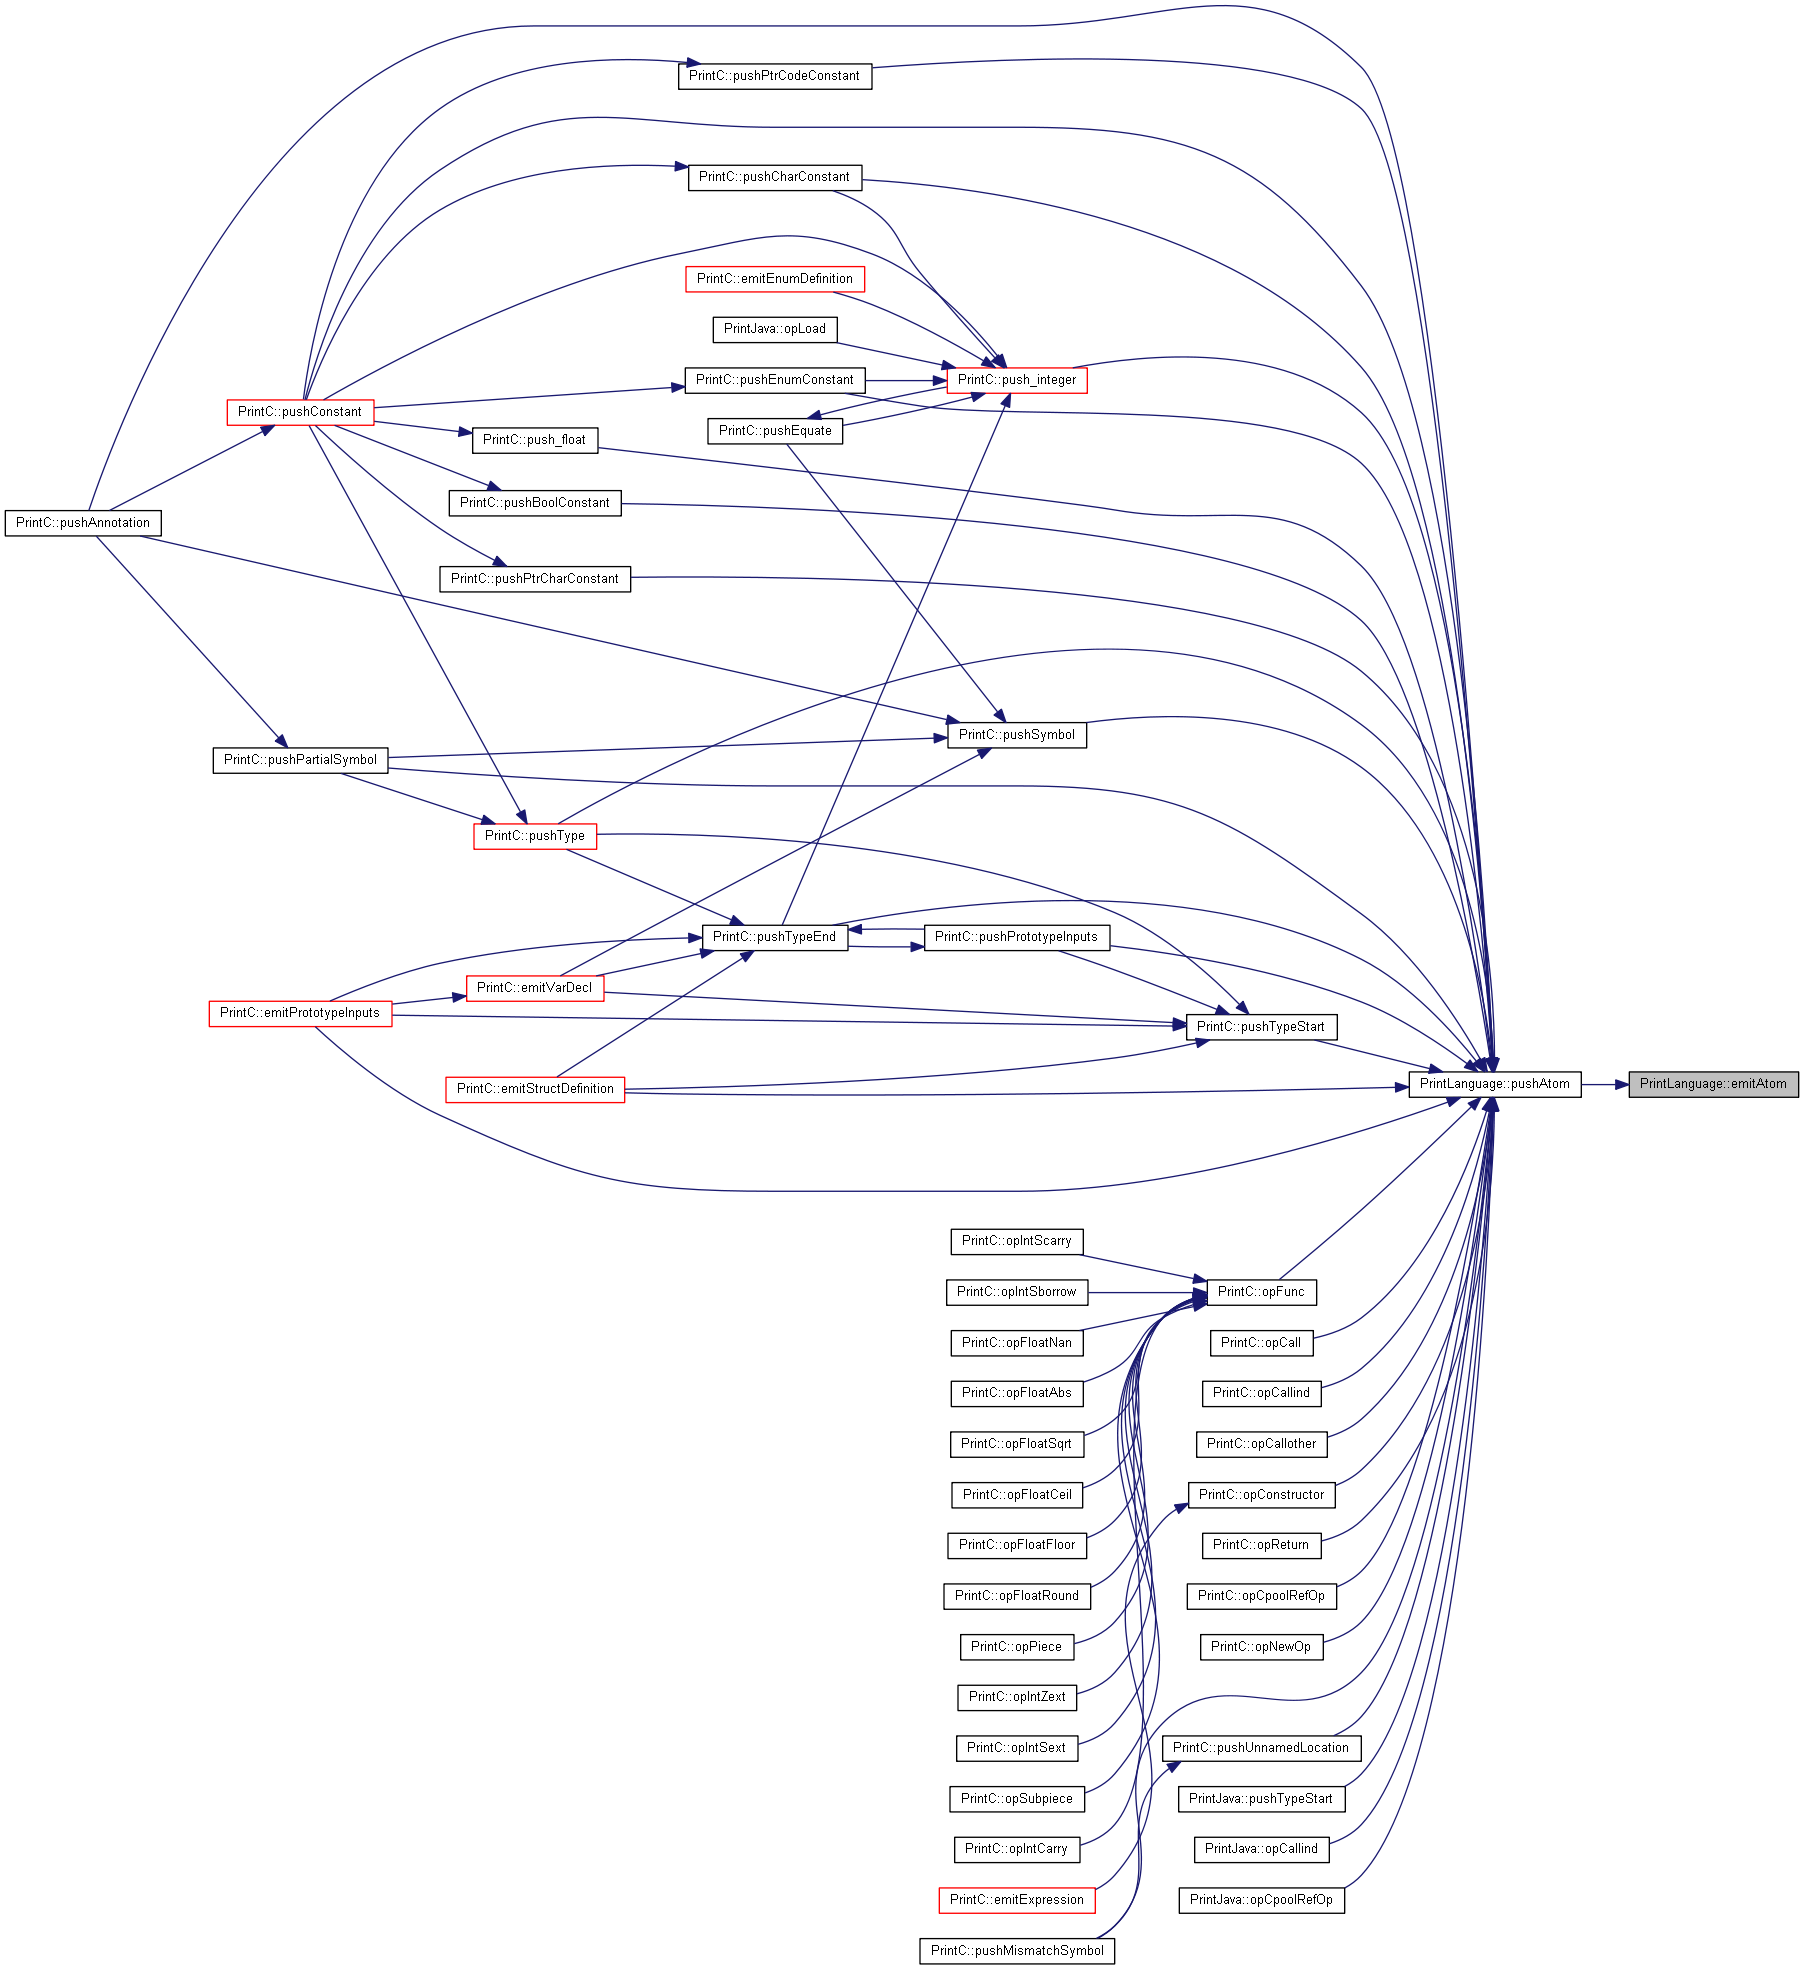 PrintC::pushPtrCodeConstant
PrintC::pushCharConstant
PrintC::emitEnumDefinition
PrintJava::opLoad
PrintC::pushEnumConstant
PrintC::push_integer
PrintC::pushConstant
PrintC::pushEquate
PrintC::push_float
PrintC::pushBoolConstant
PrintC::pushAnnotation
PrintC::pushPtrCharConstant
PrintC::pushSymbol
PrintC::pushPartialSymbol
PrintC::pushType
PrintC::pushTypeEnd
PrintC::pushPrototypeInputs
PrintC::emitVarDecl
PrintC::emitPrototypeInputs
PrintC::pushTypeStart
PrintC::emitStructDefinition
PrintLanguage::pushAtom
PrintLanguage::emitAtom
PrintC::opIntScarry
PrintC::opIntSborrow
PrintC::opFunc
PrintC::opFloatNan
PrintC::opCall
PrintC::opFloatAbs
PrintC::opCallind
PrintC::opFloatSqrt
PrintC::opCallother
PrintC::opFloatCeil
PrintC::opConstructor
PrintC::opFloatFloor
PrintC::opReturn
PrintC::opFloatRound
PrintC::opCpoolRefOp
PrintC::opPiece
PrintC::opNewOp
PrintC::opIntZext
PrintC::opIntSext
PrintC::pushUnnamedLocation
PrintC::opSubpiece
PrintJava::pushTypeStart
PrintC::opIntCarry
PrintJava::opCallind
PrintC::emitExpression
PrintJava::opCpoolRefOp
PrintC::pushMismatchSymbol